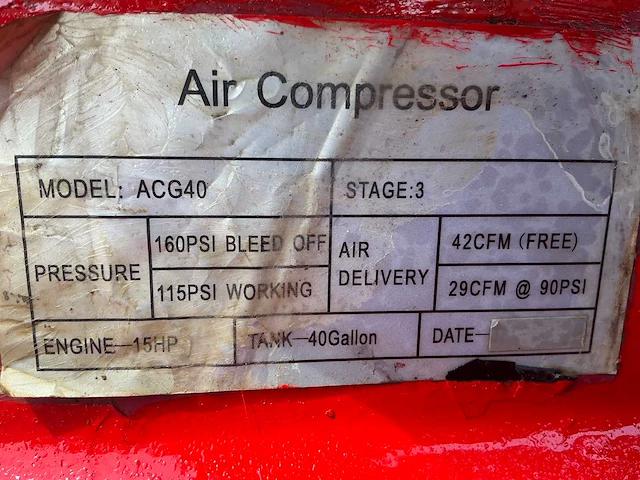 Air Compressor
MODEL: ACG40 STAGE:3
PRESSURE 160PSI BLEED OFF AIR DELIVERY 42CFM (FREE)
115PSI WORKING 29CFM @ 90PSI
ENGINE—15HP TANK—40Gallon DATE—